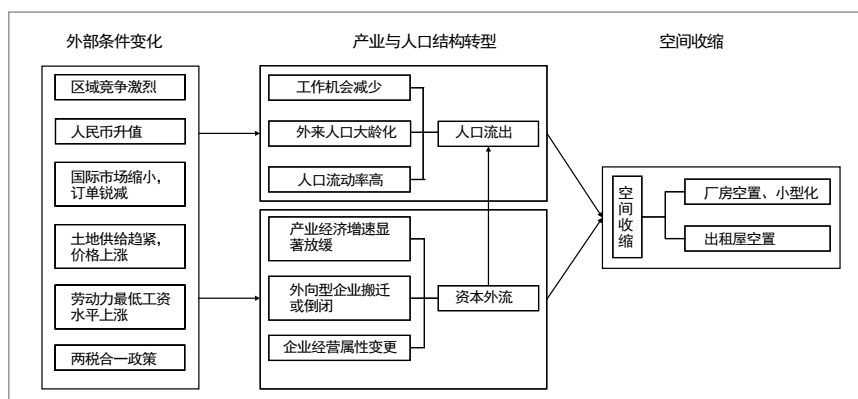 外部条件变化
产业与人口结构转型
空间收缩
区域竞争激烈
人民币升值
国际市场缩小，
订单锐减
土地供给趋紧，
价格上涨
劳动力最低工资
水平上涨
两税合一政策
工作机会减少
外来人口大龄化
人口流动率高
人口流出
产业经济增速显
著放缓
外向型企业搬迁
或倒闭
企业经营属性变更
资本外流
空间收缩
厂房空置、小型化
出租屋空置